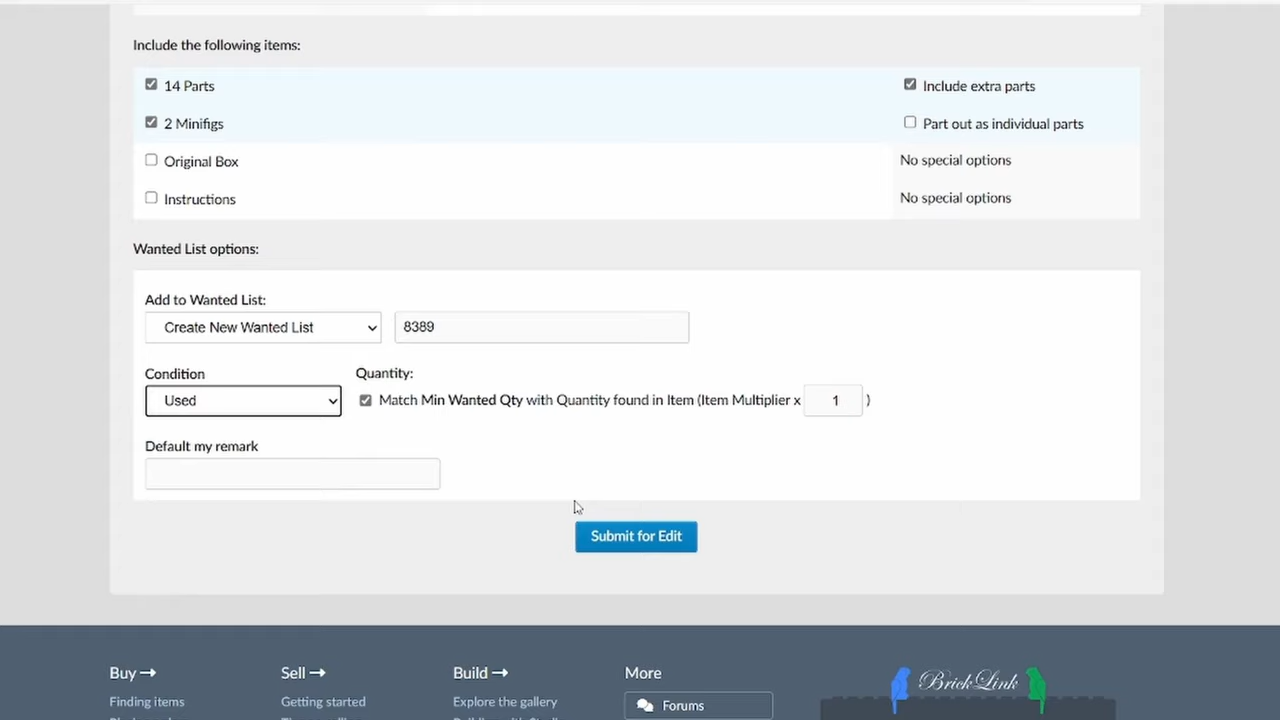 Include the following items:
14 Parts
Include extra parts
2 Minifigs
Part out as individual parts
Original Box
No special options
Instructions
No special options
Wanted List options:
Add to Wanted List:
Create New Wanted List
8389
Condition
Quantity:
Used
Match Min Wanted Qty with Quantity found in Item (Item Multiplier x 1 )
Default my remark
Submit for Edit
Buy
Sell
Build
More
BrickLink
Finding items
Getting started
Explore the gallery
Forums